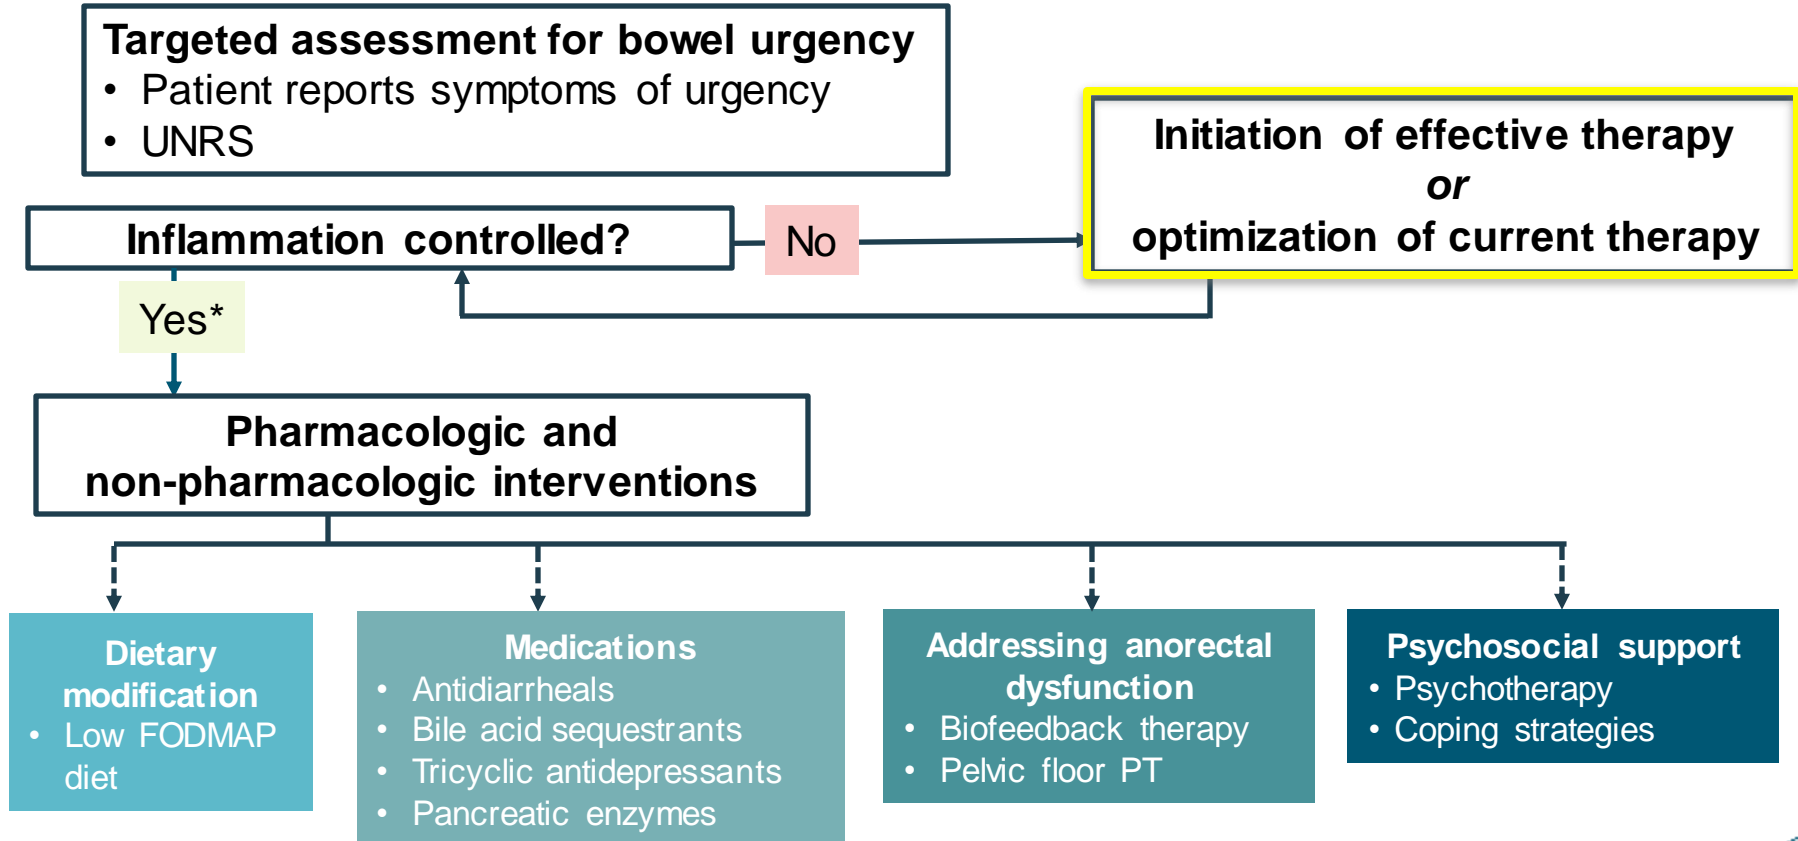 Targeted assessment for bowel urgency
• Patient reports symptoms of urgency
• UNRS
Inflammation controlled?
No
Initiation of effective therapy
or
optimization of current therapy
Yes*
Pharmacologic and
non-pharmacologic interventions
Dietary
modification
• Low FODMAP
diet
Medications
• Antidiarrheals
• Bile acid sequestrants
• Tricyclic antidepressants
• Pancreatic enzymes
Addressing anorectal
dysfunction
• Biofeedback therapy
• Pelvic floor PT
Psychosocial support
• Psychotherapy
• Coping strategies